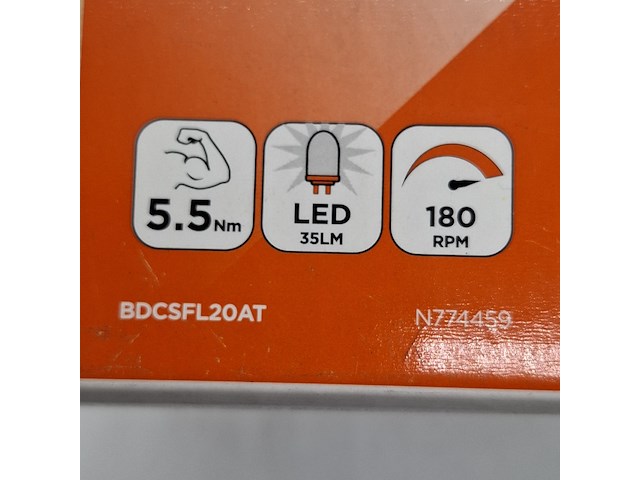 5.5Nm
LED
35LM
180
RPM
BDCSFL20AT
N774459